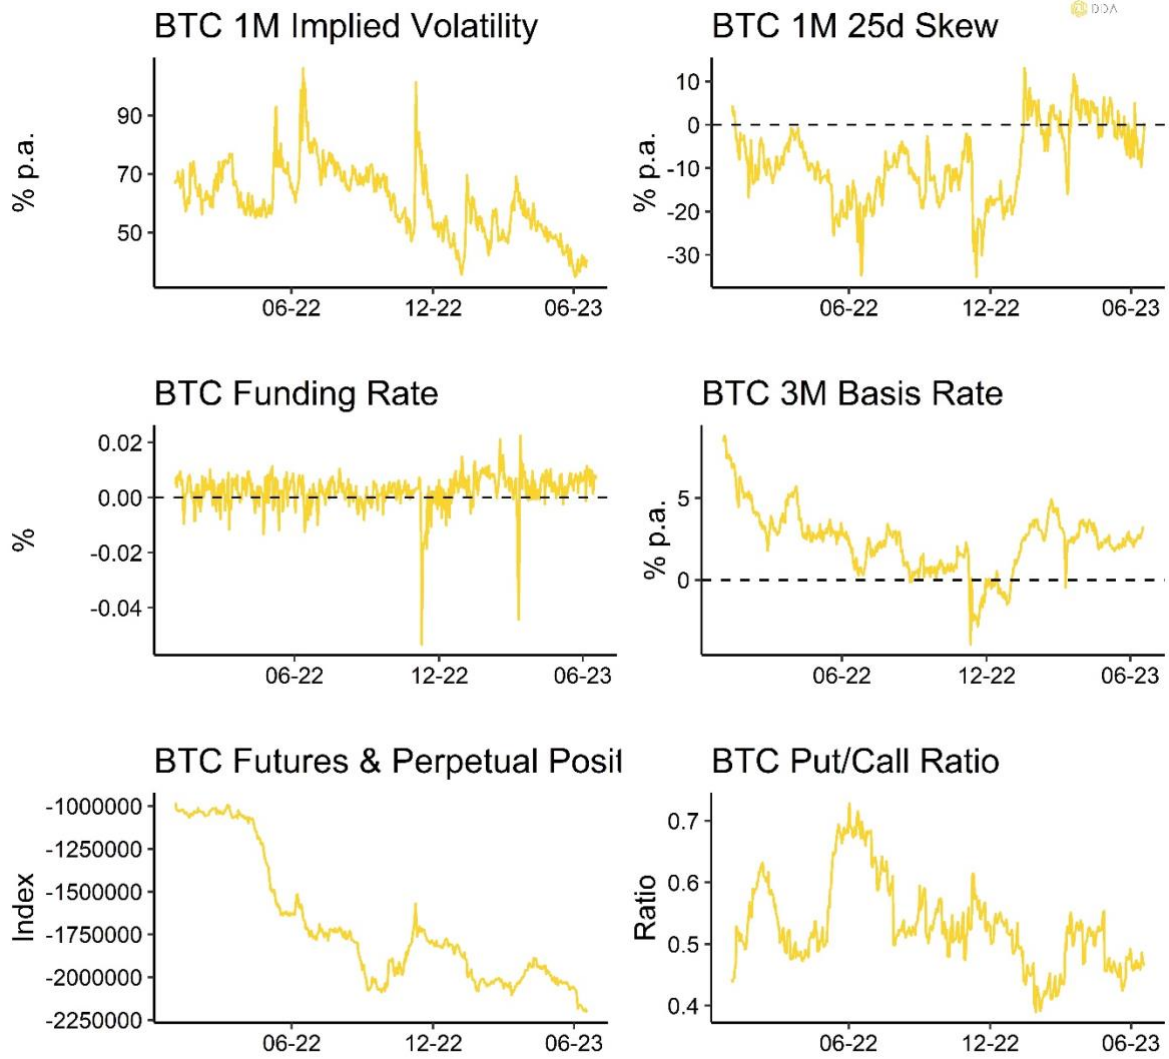 DDA
BTC 1M Implied Volatility
% p.a.
90
70
50
06-22 12-22 06-23
BTC 1M 25d Skew
% p.a.
10
0
-10
-20
-30
06-22 12-22 06-23
BTC Funding Rate
%
0.02
0.00
-0.02
-0.04
06-22 12-22 06-23
BTC 3M Basis Rate
% p.a.
5
0
06-22 12-22 06-23
BTC Futures & Perpetual Posit
Index
-1000000
-1250000
-1500000
-1750000
-2000000
-2250000
06-22 12-22 06-23
BTC Put/Call Ratio
Ratio
0.7
0.6
0.5
0.4
06-22 12-22 06-23